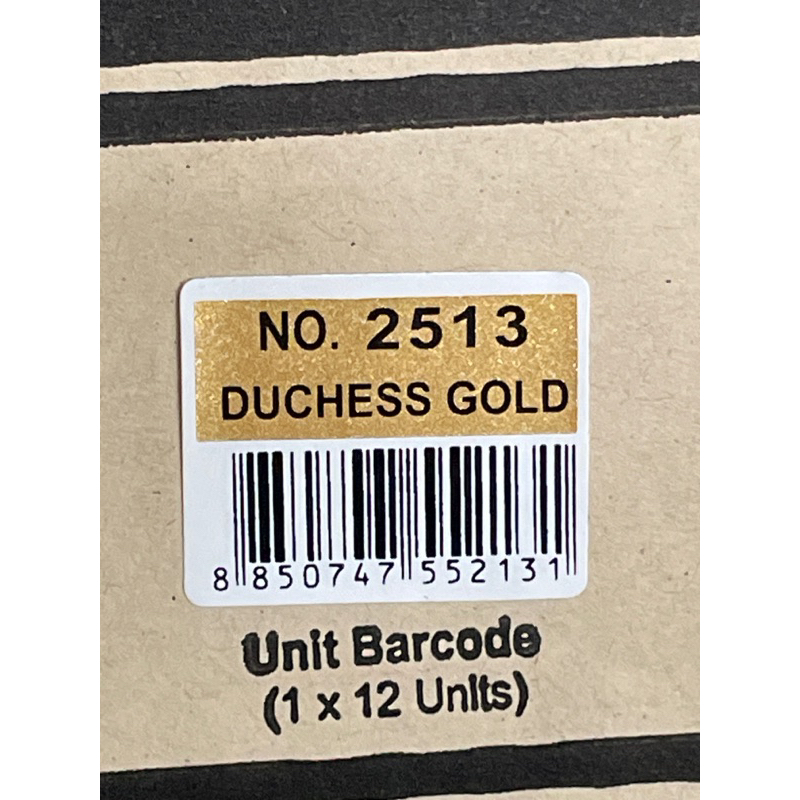 NO. 2513
DUCHESS GOLD
8 850747 552131
Unit Barcode
(1 x 12 Units)